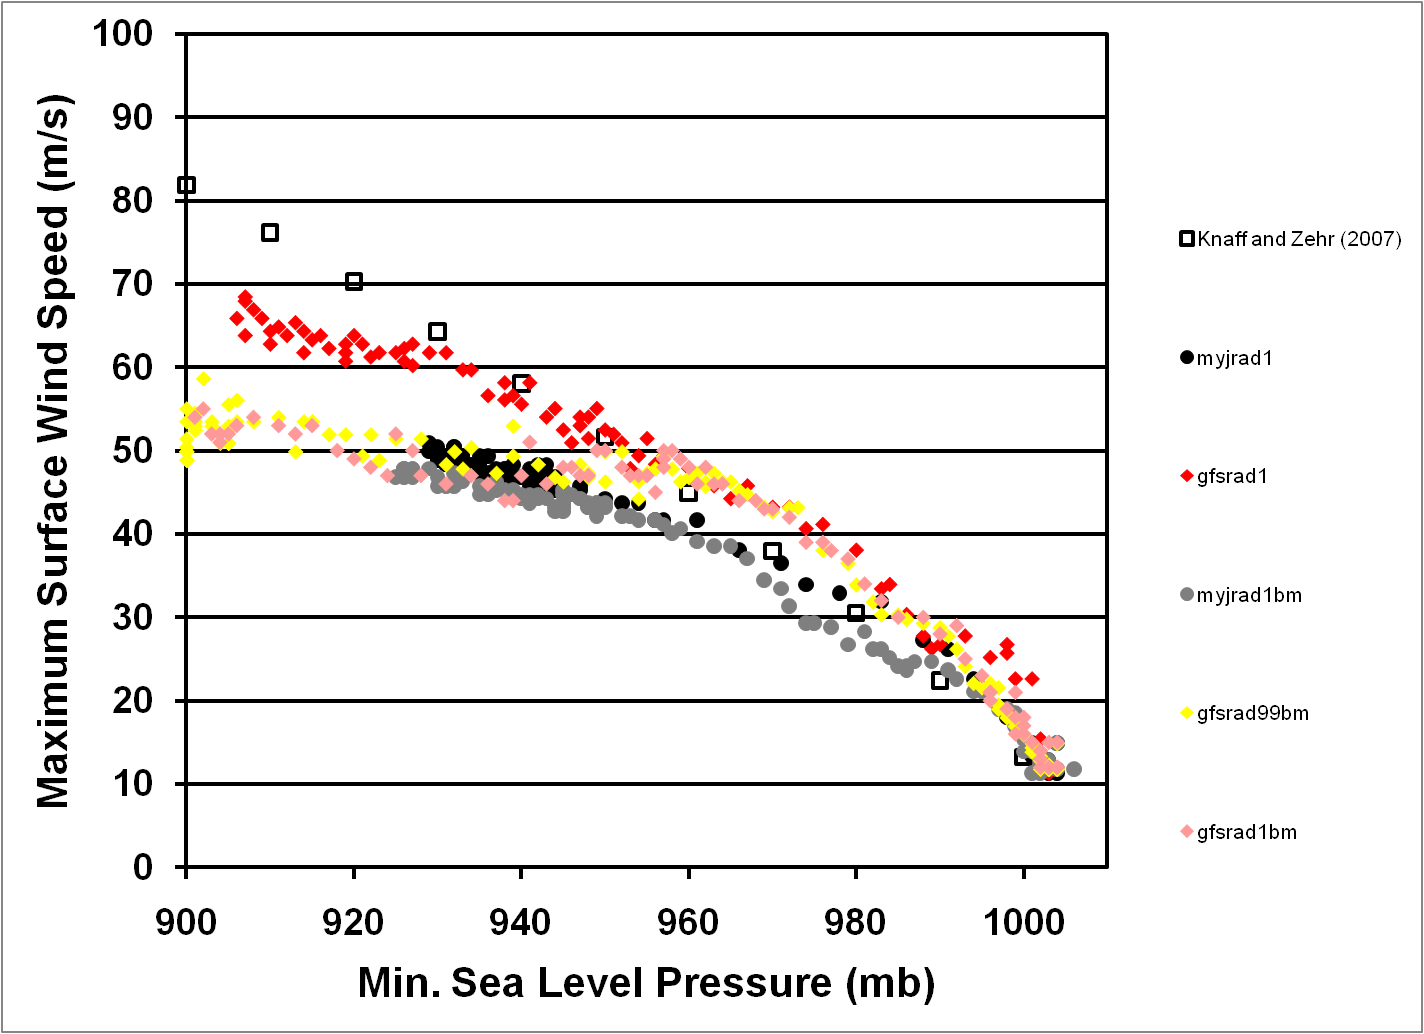 Maximum Surface Wind Speed (m/s)
100
90
80
70
60
50
40
30
20
10
0
900 920 940 960 980 1000
Min. Sea Level Pressure (mb)
Knaff and Zehr (2007)
myjrad1
gfsrad1
myjrad1bm
gfsrad99bm
gfsrad1bm